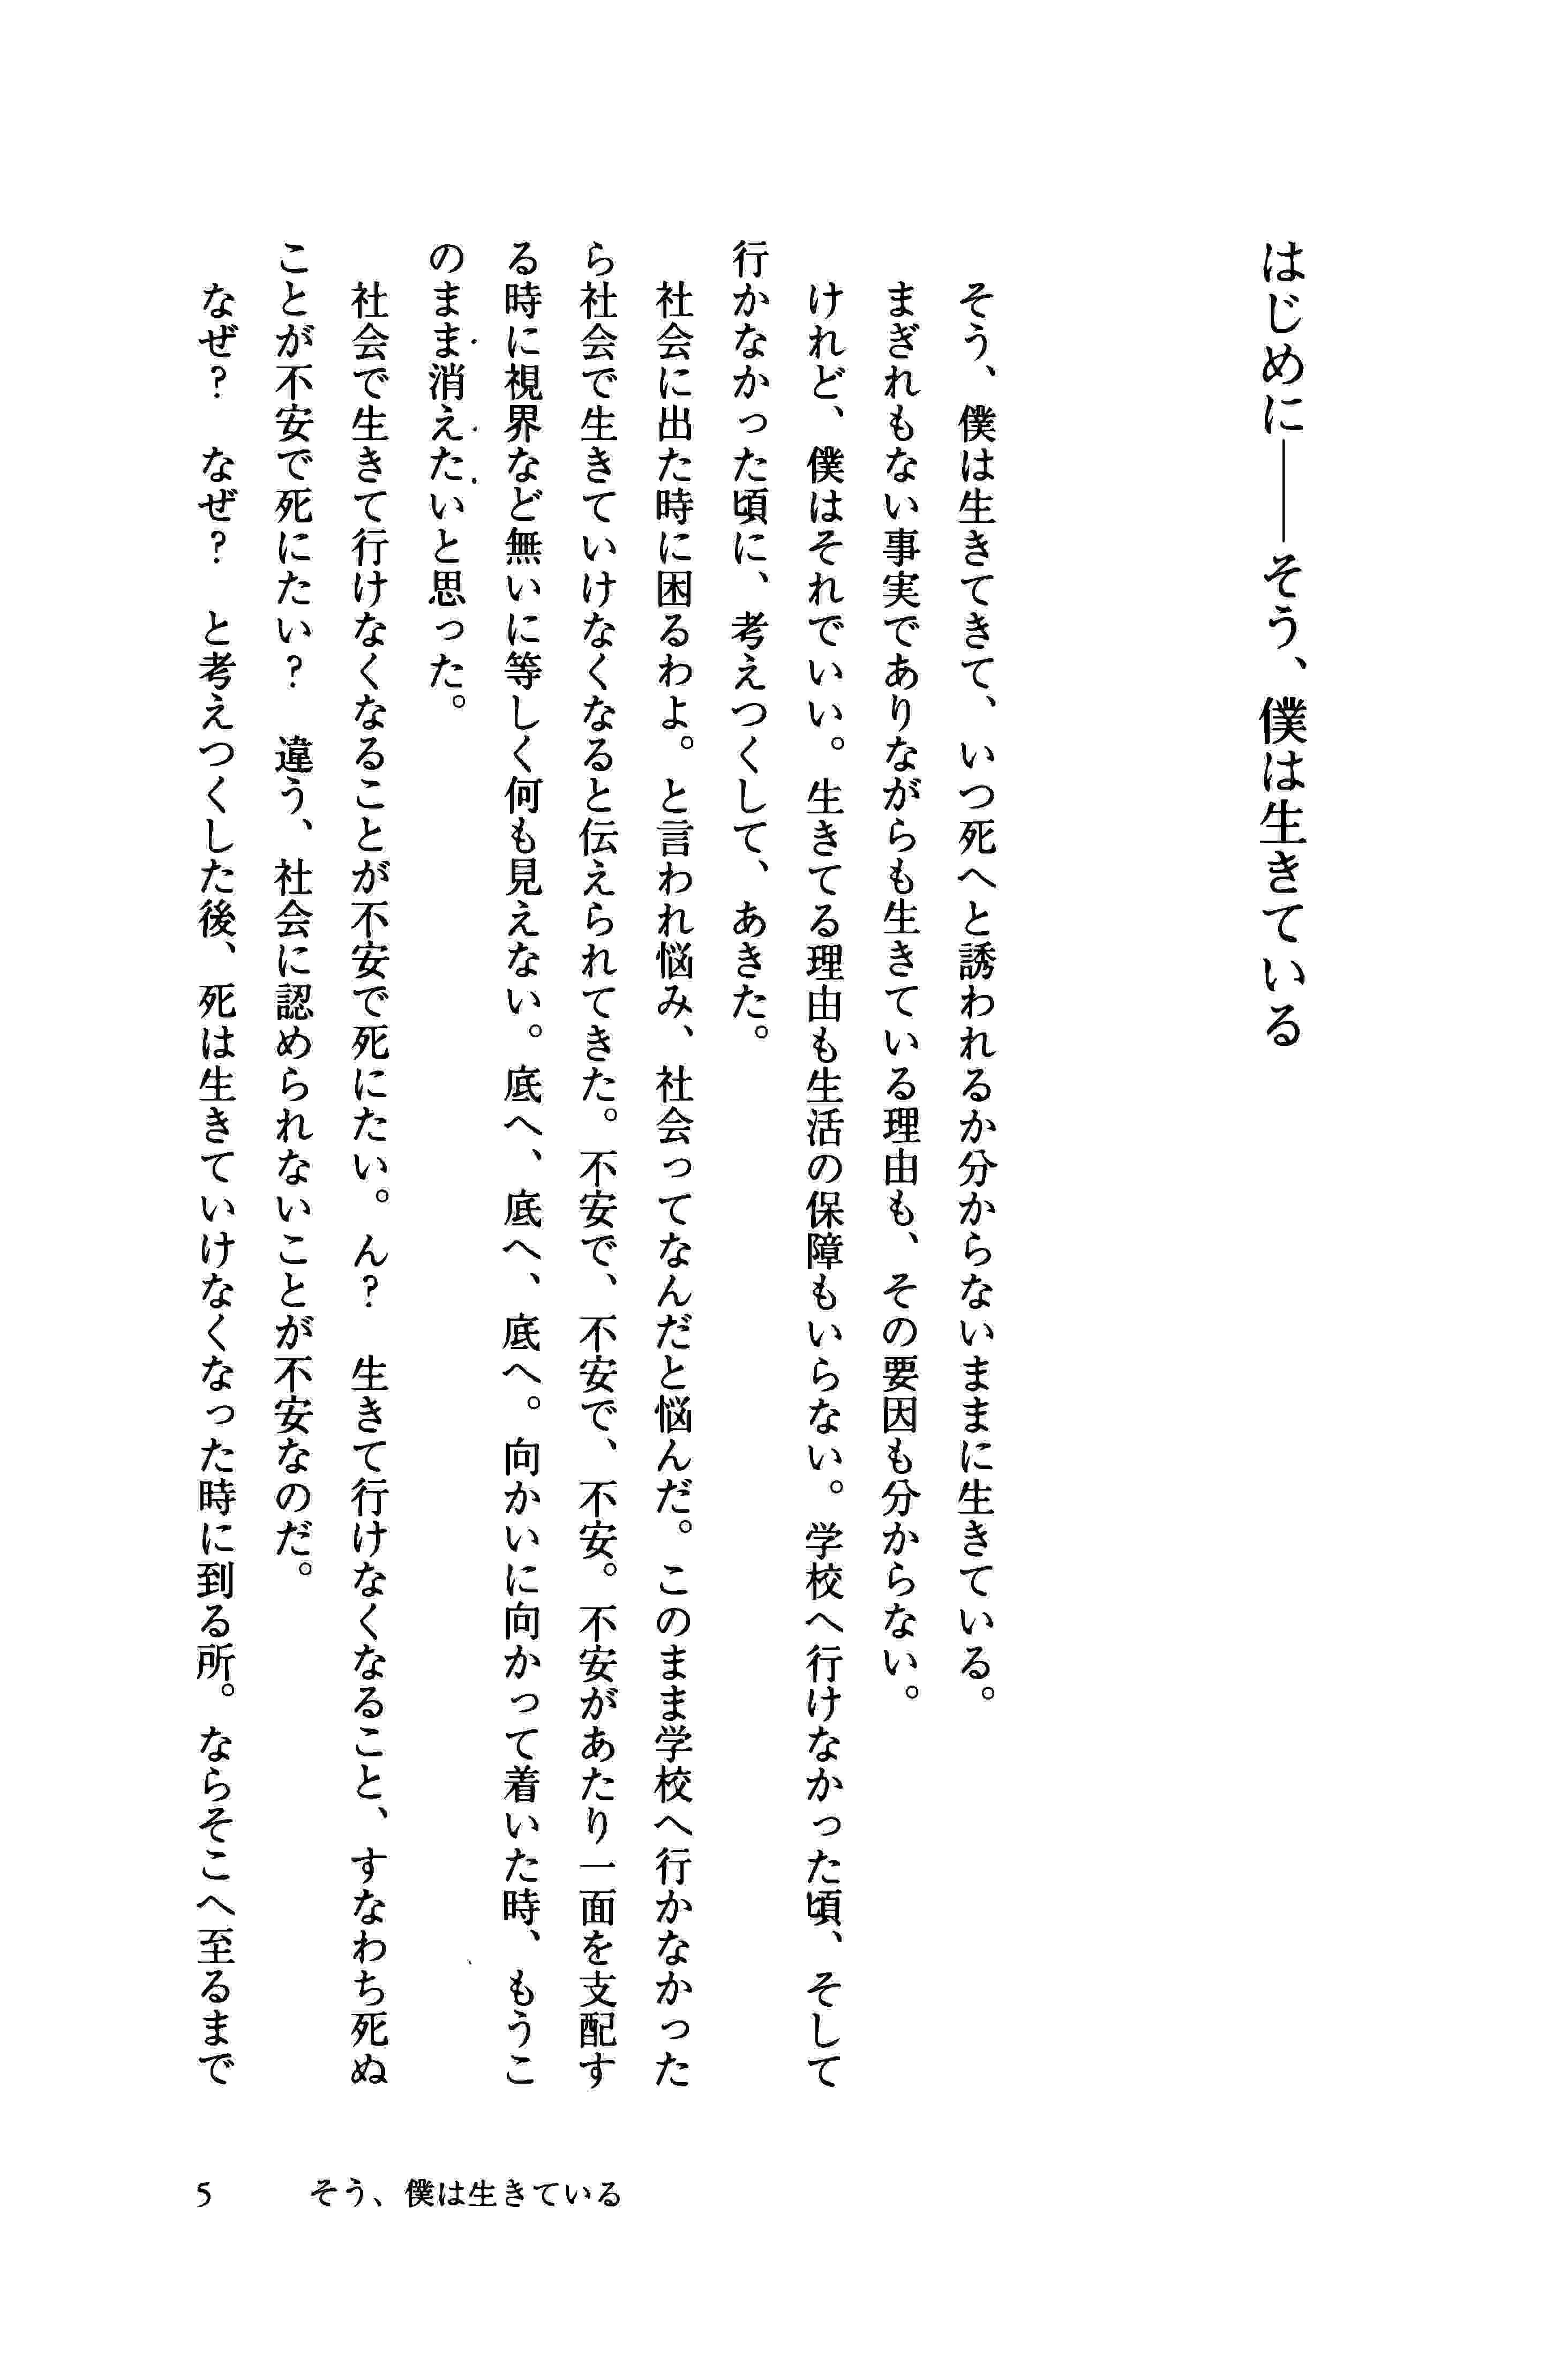 はじめに――そう、僕は生きている
そう、僕は生きてきて、いつ死へと誘われるか分からないままに生きている。
まぎれもない事実でありながらも生きている理由も、その要因も分からない。
けれど、僕はそれでいい。生きてる理由も生活の保障もいらない。学校へ行けなかった頃、そして
行かなかった頃に、考えつくして、あきた。
社会に出た時に困るわよ。と言われ悩み、社会ってなんだと悩んだ。このまま学校へ行かなかった
ら社会で生きていけなくなると伝えられてきた。不安で、不安で、不安。不安があたり一面を支配す
る時に視界など無いに等しく何も見えない。底へ、底へ、底へ。向かいに向かって着いた時、もうこ
のまま消えたいと思った。
社会で生きて行けなくなることが不安で死にたい。ん？　生きて行けなくなること、すなわち死ぬ
ことが不安で死にたい？　違う、社会に認められないことが不安なのだ。
なぜ？　なぜ？　と考えつくした後、死は生きていけなくなった時に到る所。ならそこへ至るまで
5　そう、僕は生きている